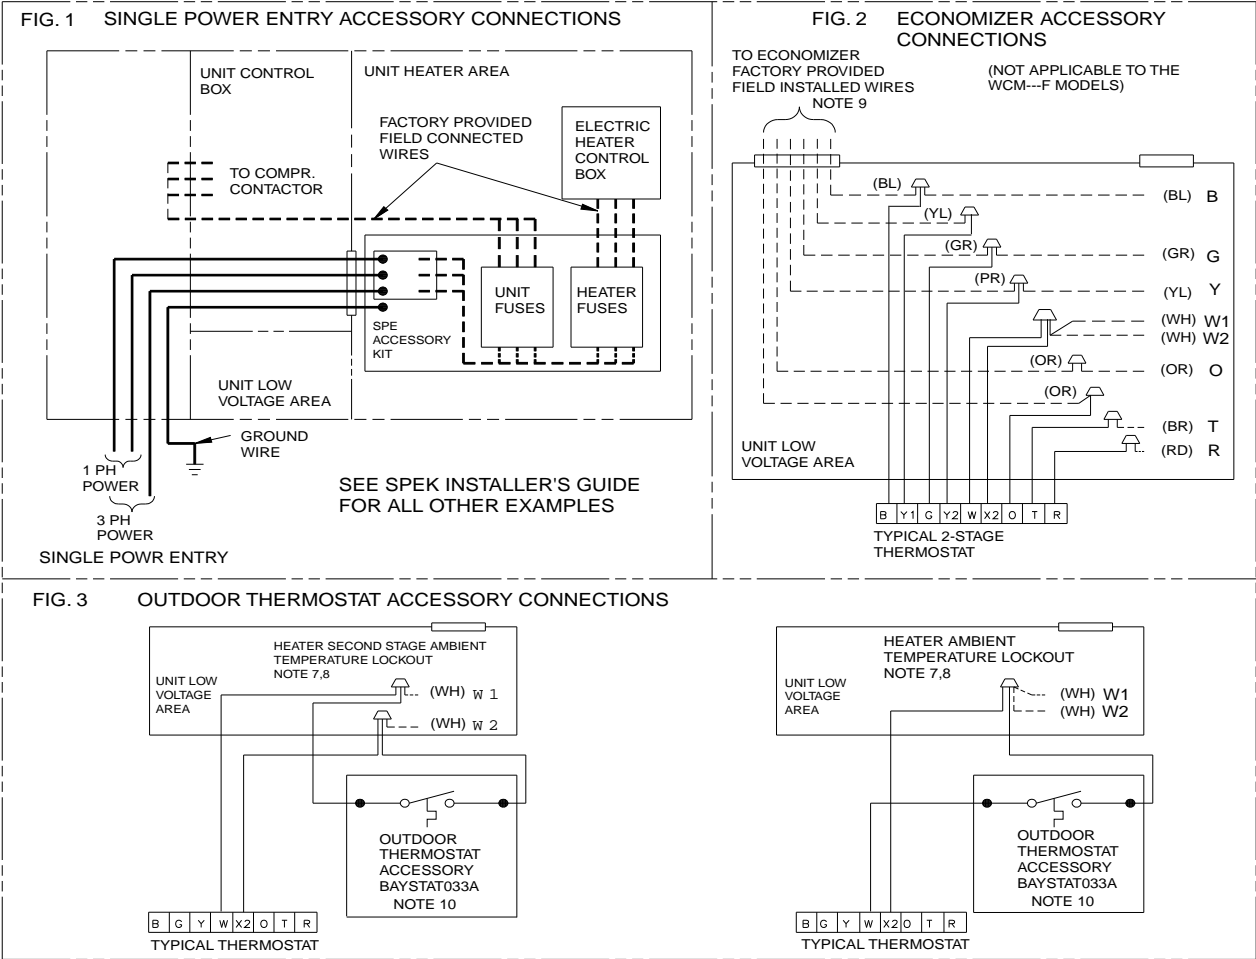 FIG. 1 SINGLE POWER ENTRY ACCESSORY CONNECTIONS
UNIT CONTROL
BOX
UNIT HEATER AREA
FACTORY PROVIDED
FIELD CONNECTED
WIRES
ELECTRIC
HEATER
CONTROL
BOX
TO COMPR.
CONTACTOR
UNIT
FUSES
HEATER
FUSES
SPE
ACCESSORY
KIT
UNIT LOW
VOLTAGE AREA
GROUND
WIRE
1 PH
POWER
3 PH
POWER
SINGLE POWR ENTRY
SEE SPEK INSTALLER'S GUIDE
FOR ALL OTHER EXAMPLES
FIG. 2 ECONOMIZER ACCESSORY
CONNECTIONS
TO ECONOMIZER
FACTORY PROVIDED
FIELD INSTALLED WIRES
NOTE 9
(NOT APPLICABLE TO THE
WCM---F MODELS)
(BL) (BL) B
(YL)
(GR) (GR) G
(PR) (YL) Y
(WH) W1
(WH) W2
(OR) (OR) O
(OR)
(BR) T
(RD) R
UNIT LOW
VOLTAGE AREA
B Y1 G Y2 W X2 O T R
TYPICAL 2-STAGE
THERMOSTAT
FIG. 3 OUTDOOR THERMOSTAT ACCESSORY CONNECTIONS
HEATER SECOND STAGE AMBIENT
TEMPERATURE LOCKOUT
NOTE 7,8
UNIT LOW
VOLTAGE
AREA
(WH) W 1
(WH) W 2
OUTDOOR
THERMOSTAT
ACCESSORY
BAYSTAT033A
NOTE 10
B G Y W X2 O T R
TYPICAL THERMOSTAT
HEATER AMBIENT
TEMPERATURE LOCKOUT
NOTE 7,8
UNIT LOW
VOLTAGE
AREA
(WH) W1
(WH) W2
OUTDOOR
THERMOSTAT
ACCESSORY
BAYSTAT033A
NOTE 10
B G Y W X2 O T R
TYPICAL THERMOSTAT